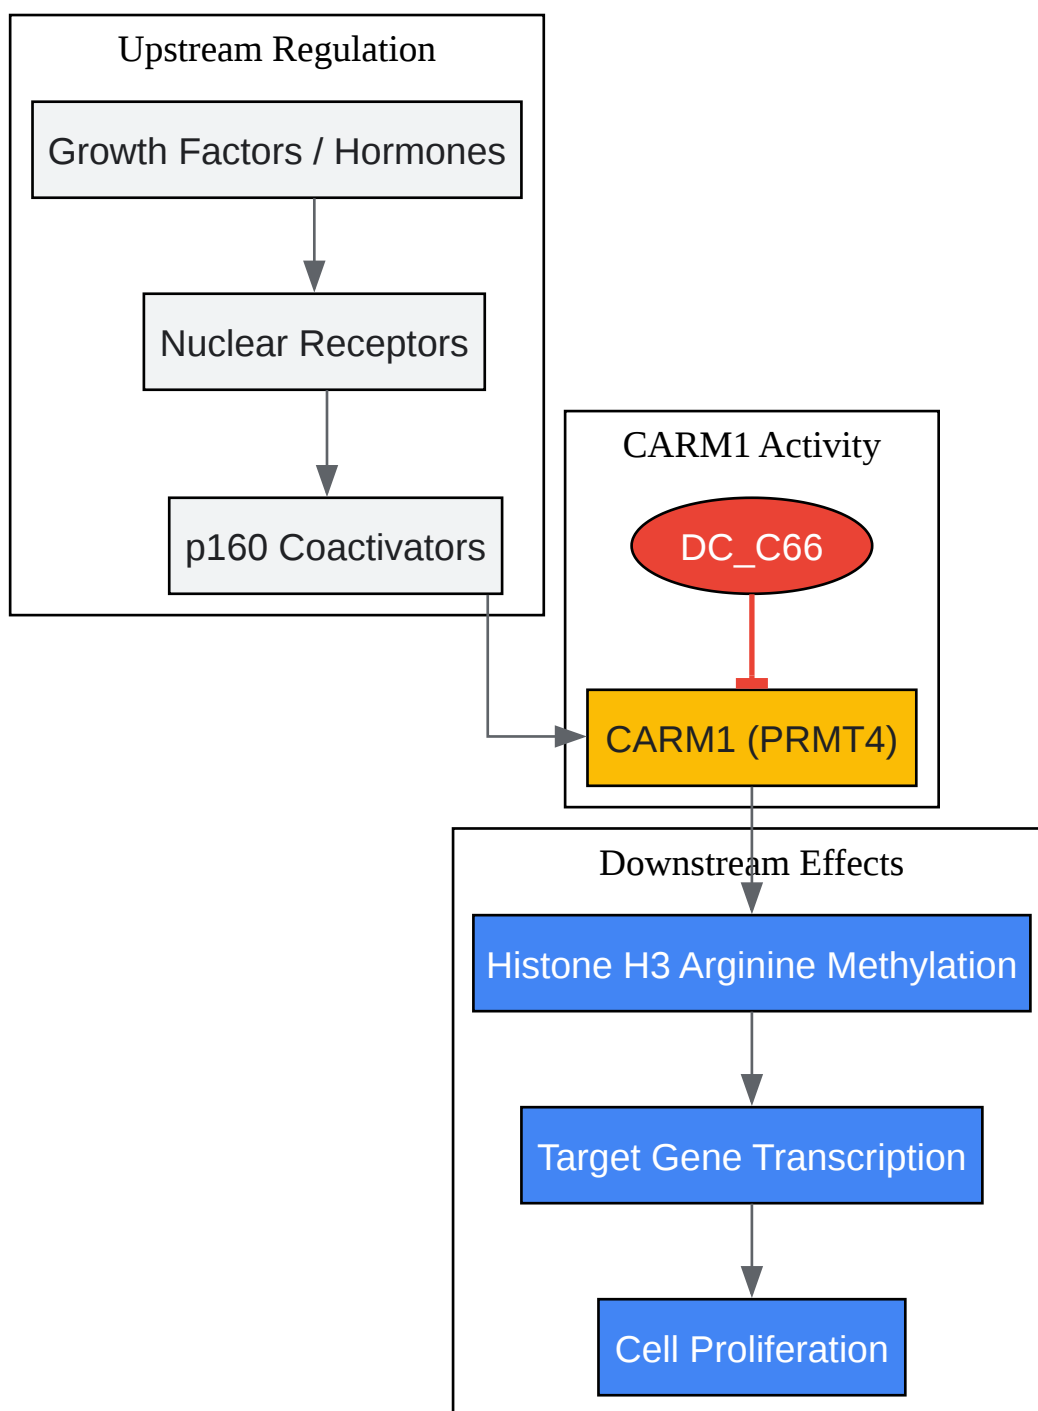 Upstream Regulation
Growth Factors / Hormones
Nuclear Receptors
p160 Coactivators
CARM1 Activity
DC_C66
CARM1 (PRMT4)
Downstream Effects
Histone H3 Arginine Methylation
Target Gene Transcription
Cell Proliferation